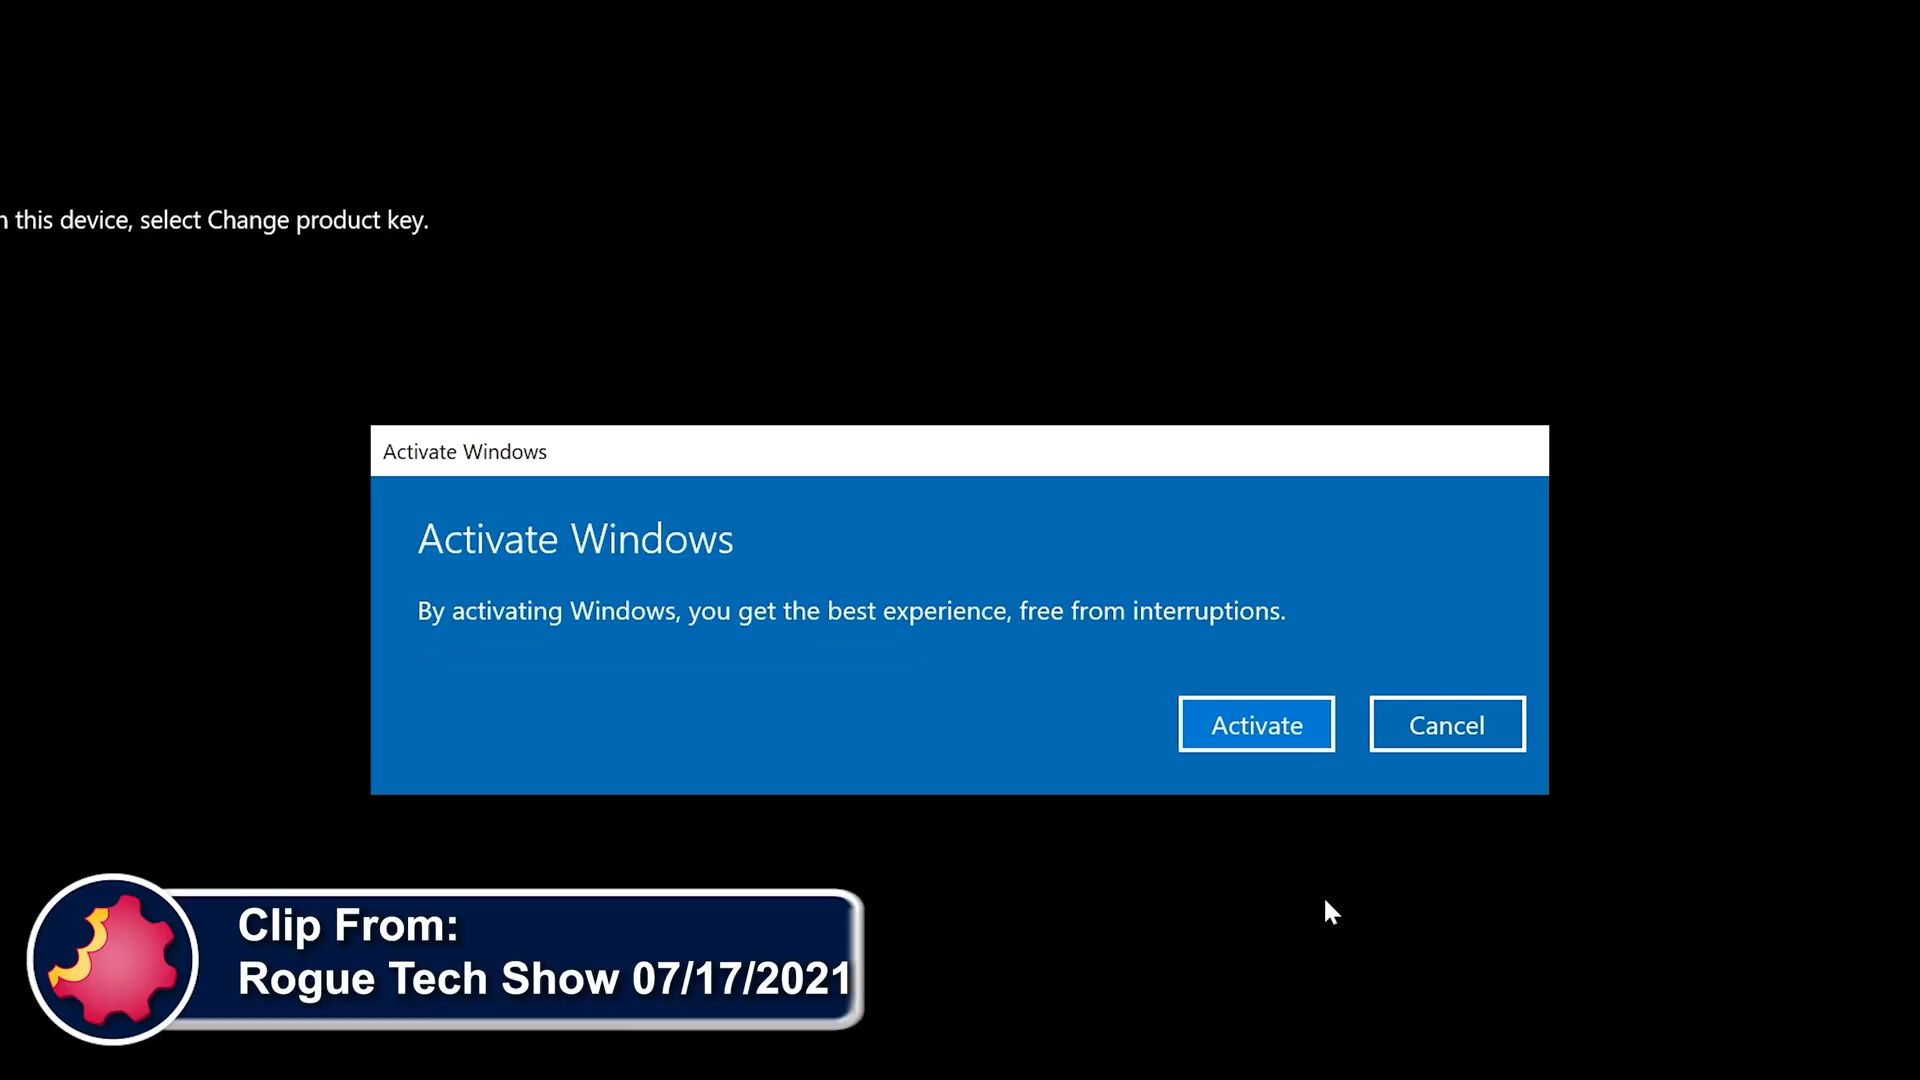 this device, select Change product key.
Activate Windows
Activate Windows
By activating Windows, you get the best experience, free from interruptions.
Activate Cancel
Clip From:
Rogue Tech Show 07/17/2021